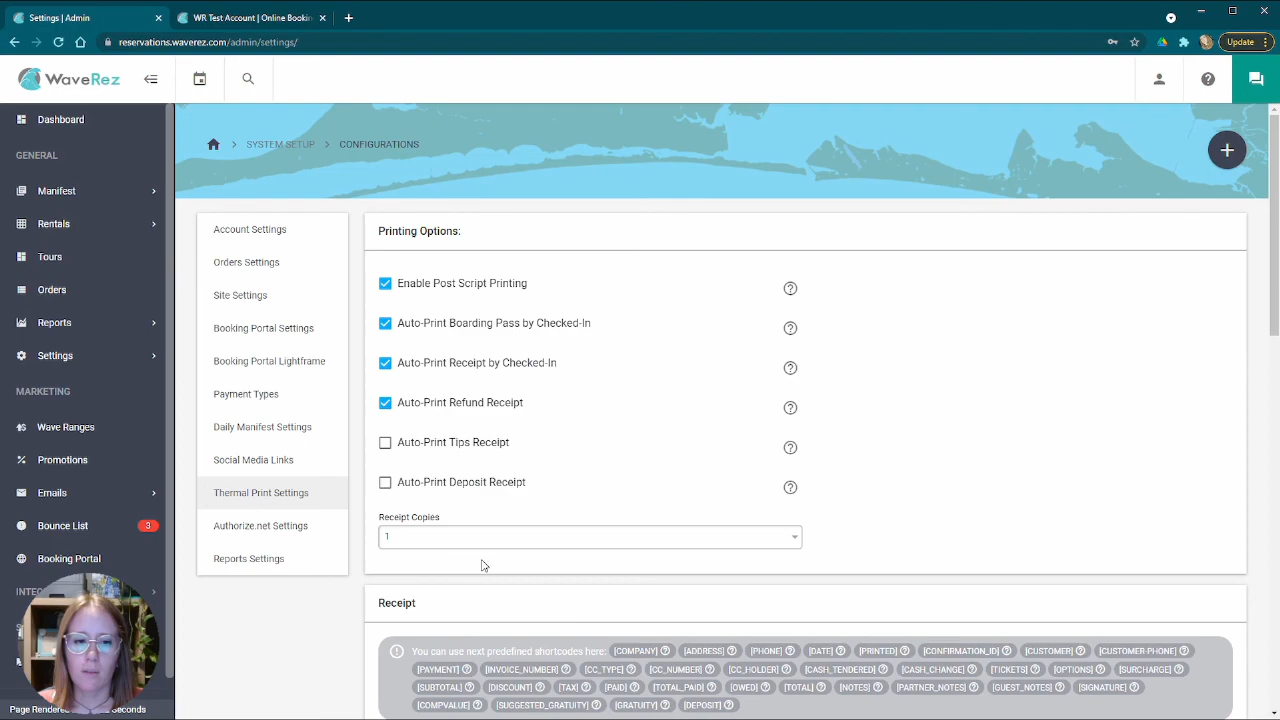 Settings | Admin
WR Test Account | Online Bookin
reservations.waverez.com/admin/settings/
Update
WaveRez
Dashboard
GENERAL
Manifest
Rentals
Tours
Orders
Reports
Settings
MARKETING
Wave Ranges
Promotions
Emails
Bounce List 3
Booking Portal
INTE
S
Page Rendered Seconds
SYSTEM SETUP > CONFIGURATIONS
Account Settings
Orders Settings
Site Settings
Booking Portal Settings
Booking Portal Lightframe
Payment Types
Daily Manifest Settings
Social Media Links
Thermal Print Settings
Authorize.net Settings
Reports Settings
Printing Options:
Enable Post Script Printing
Auto-Print Boarding Pass by Checked-In
Auto-Print Receipt by Checked-In
Auto-Print Refund Receipt
Auto-Print Tips Receipt
Auto-Print Deposit Receipt
Receipt Copies
1
Receipt
You can use next predefined shortcodes here: [COMPANY] [ADDRESS] [PHONE] [DATE] [PRINTED] [CONFIRMATION_ID] [CUSTOMER] [CUSTOMER-PHONE]
[PAYMENT] [INVOICE_NUMBER] [CC_TYPE] [CC_NUMBER] [CC_HOLDER] [CASH_TENDERED] [CASH_CHANGE] [TICKETS] [OPTIONS] [SURCHARGE]
[SUBTOTAL] [DISCOUNT] [TAX] [PAID] [TOTAL_PAID] [OWED] [TOTAL] [NOTES] [PARTNER_NOTES] [GUEST_NOTES] [SIGNATURE]
[COMPVALUE] [SUGGESTED_GRATUITY] [GRATUITY] [DEPOSIT]